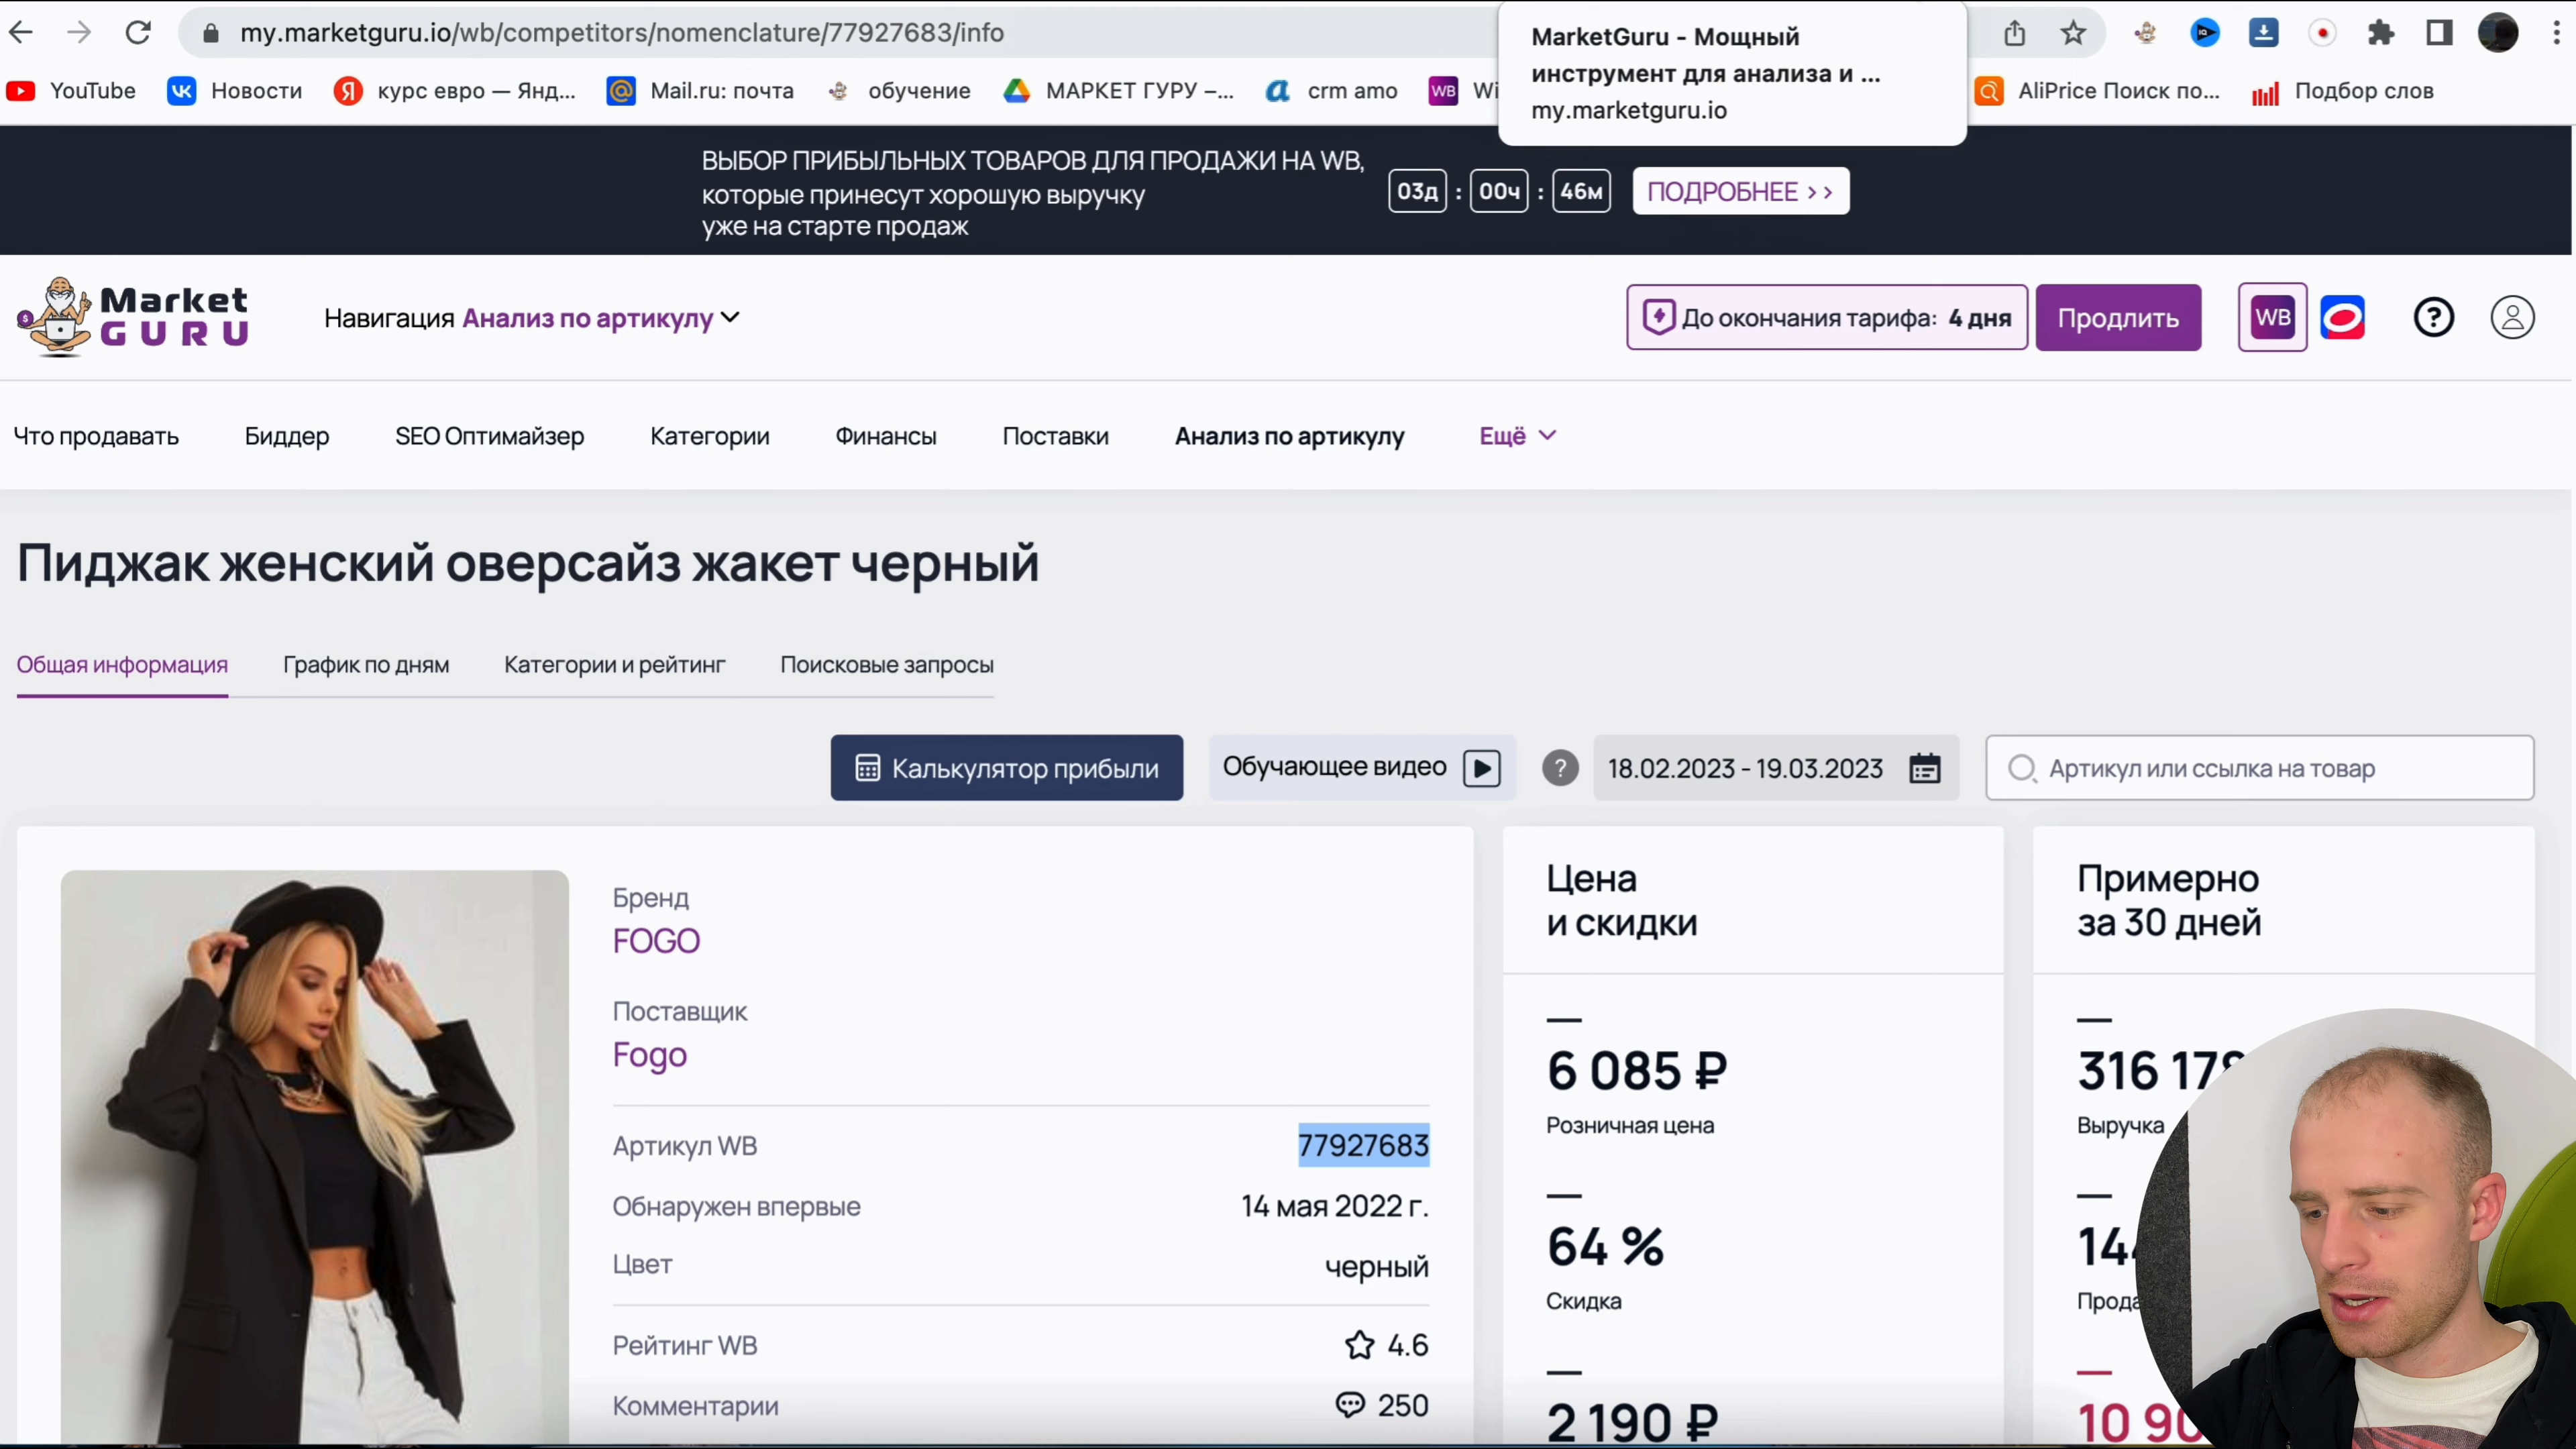 my.marketguru.io/wb/competitors/nomenclature/77927683/info
MarketGuru - Мощный
инструмент для анализа и ...
my.marketguru.io
YouTube
Новости
курс евро — Янд...
Mail.ru: почта
обучение
МАРКЕТ ГУРУ –...
crm amo
WB
Wi
AliPrice Поиск по...
Подбор слов
ВЫБОР ПРИБЫЛЬНЫХ ТОВАРОВ ДЛЯ ПРОДАЖИ НА WB,
которые принесут хорошую выручку
уже на старте продаж
03д : 00ч : 46м
ПОДРОБНЕЕ >>
Market
GURU
Навигация Анализ по артикулу
До окончания тарифа: 4 дня
Продлить
WB
Что продавать
Биддер
SEO Оптимайзер
Категории
Финансы
Поставки
Анализ по артикулу
Ещё
Пиджак женский оверсайз жакет черный
Общая информация
График по дням
Категории и рейтинг
Поисковые запросы
Калькулятор прибыли
Обучающее видео
18.02.2023 - 19.03.2023
Артикул или ссылка на товар
Бренд
FOGO
Поставщик
Fogo
Артикул WB 77927683
Обнаружен впервые 14 мая 2022 г.
Цвет черный
Рейтинг WB 4.6
Комментарии 250
Цена
и скидки
6 085 ₽
Розничная цена
64 %
Скидка
2 190 ₽
Примерно
за 30 дней
316 178
Выручка